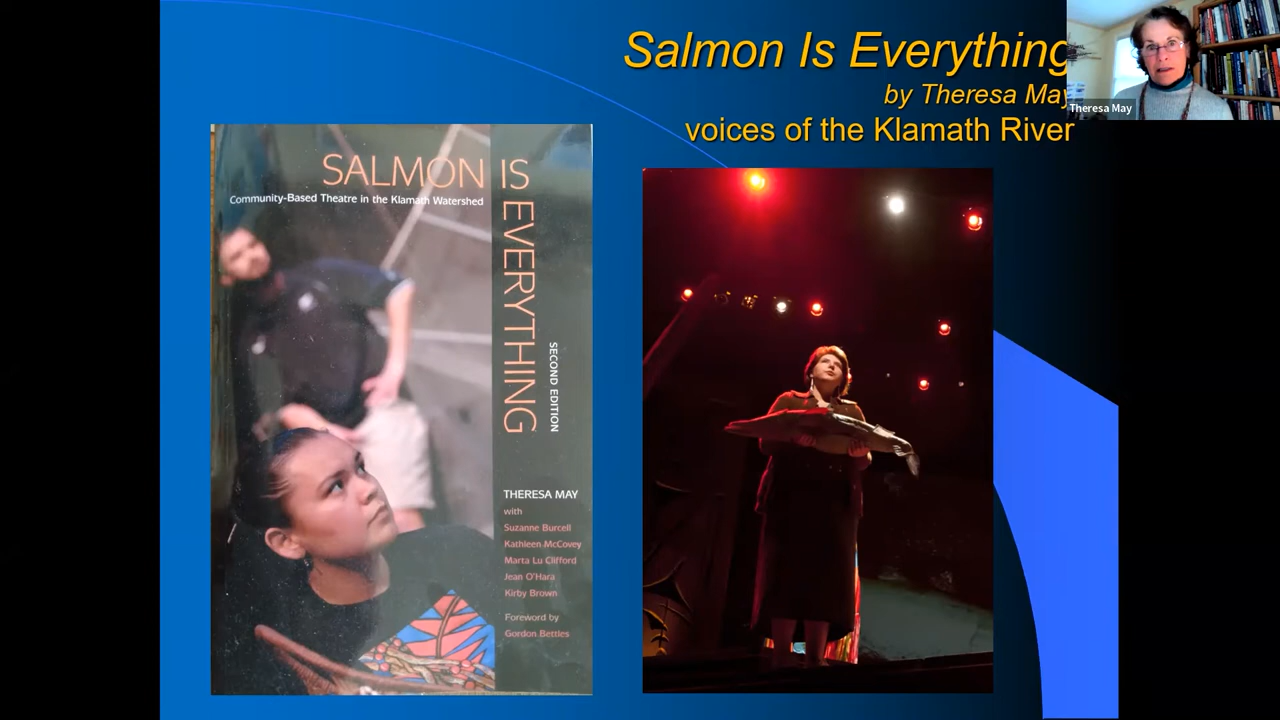 Salmon Is Everything
by Theresa May
voices of the Klamath River
Theresa May
SALMON IS
EVERYTHING
Community-Based Theatre in the Klamath Watershed
SECOND EDITION
THERESA MAY
with
Suzanne Burcell
Kathleen McCovey
Marta Lu Clifford
Jean O'Hara
Kirby Brown
Foreword by
Gordon Bettles